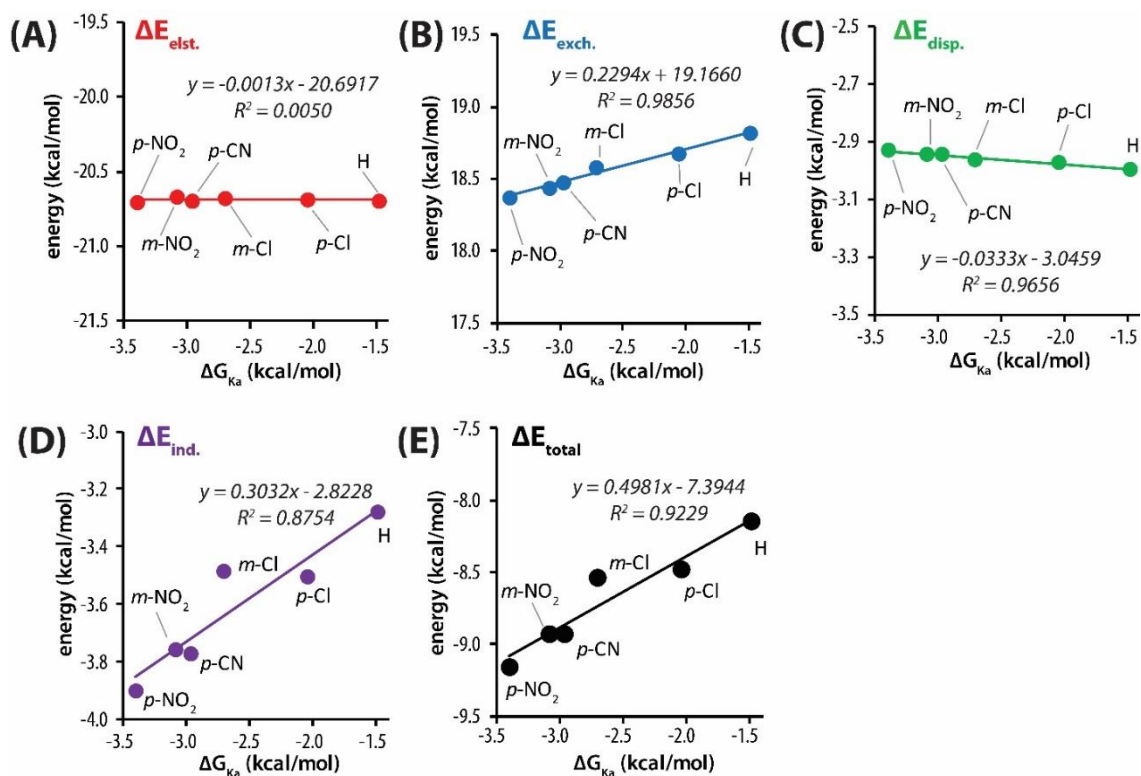 (A)
ΔE_elst.
y = -0.0013x - 20.6917
R² = 0.0050
p-NO₂
p-CN
H
m-NO₂
m-Cl
p-Cl
-19.5
-20.0
-20.5
-21.0
-21.5
energy (kcal/mol)
-3.5 -3.0 -2.5 -2.0 -1.5
ΔG_Ka (kcal/mol)
(B)
ΔE_exch.
y = 0.2294x + 19.1660
R² = 0.9856
m-Cl
m-NO₂
p-Cl
H
p-CN
p-NO₂
19.5
19.0
18.5
18.0
17.5
energy (kcal/mol)
-3.5 -3.0 -2.5 -2.0 -1.5
ΔG_Ka (kcal/mol)
(C)
ΔE_disp.
m-NO₂
m-Cl
p-Cl
H
p-NO₂
p-CN
y = -0.0333x - 3.0459
R² = 0.9656
-2.5
-2.7
-2.9
-3.1
-3.3
-3.5
energy (kcal/mol)
-3.5 -3.0 -2.5 -2.0 -1.5
ΔG_Ka (kcal/mol)
(D)
ΔE_ind.
y = 0.3032x - 2.8228
R² = 0.8754
H
m-Cl
p-Cl
m-NO₂
p-CN
p-NO₂
-3.0
-3.2
-3.4
-3.6
-3.8
-4.0
energy (kcal/mol)
-3.5 -3.0 -2.5 -2.0 -1.5
ΔG_Ka (kcal/mol)
(E)
ΔE_total
y = 0.4981x - 7.3944
R² = 0.9229
H
m-Cl
p-Cl
m-NO₂
p-CN
p-NO₂
-7.5
-8.0
-8.5
-9.0
-9.5
energy (kcal/mol)
-3.5 -3.0 -2.5 -2.0 -1.5
ΔG_Ka (kcal/mol)